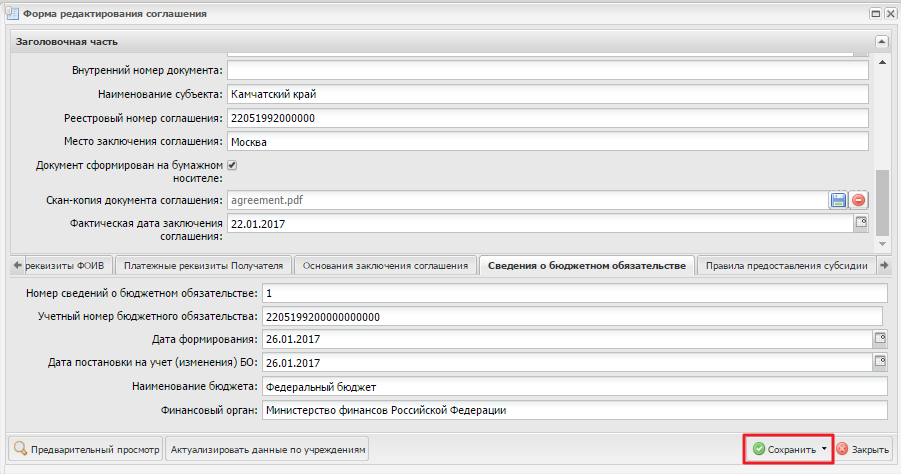 Форма редактирования соглашения
Заголовочная часть
Внутренний номер документа:
Наименование субъекта: Камчатский край
Реестровый номер соглашения: 22051992000000
Место заключения соглашения: Москва
Документ сформирован на бумажном
носителе:
Скан-копия документа соглашения: agreement.pdf
Фактическая дата заключения
соглашения: 22.01.2017
реквизиты ФОИВ Платежные реквизиты Получателя Основания заключения соглашения Сведения о бюджетном обязательстве Правила предоставления субсидии
Номер сведений о бюджетном обязательстве: 1
Учетный номер бюджетного обязательства: 2205199200000000000
Дата формирования: 26.01.2017
Дата постановки на учет (изменения) БО: 26.01.2017
Наименование бюджета: Федеральный бюджет
Финансовый орган: Министерство финансов Российской Федерации
Предварительный просмотр Актуализировать данные по учреждениям Сохранить Закрыть